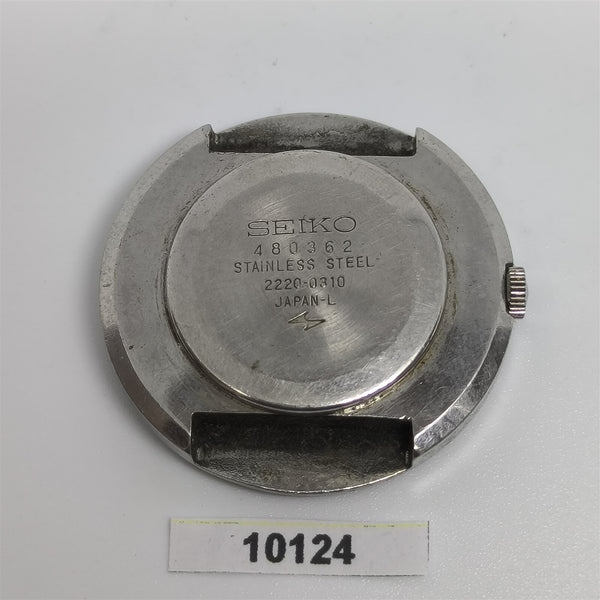 SEIKO
480362
STAINLESS STEEL
2220-0310
JAPAN-L
10124